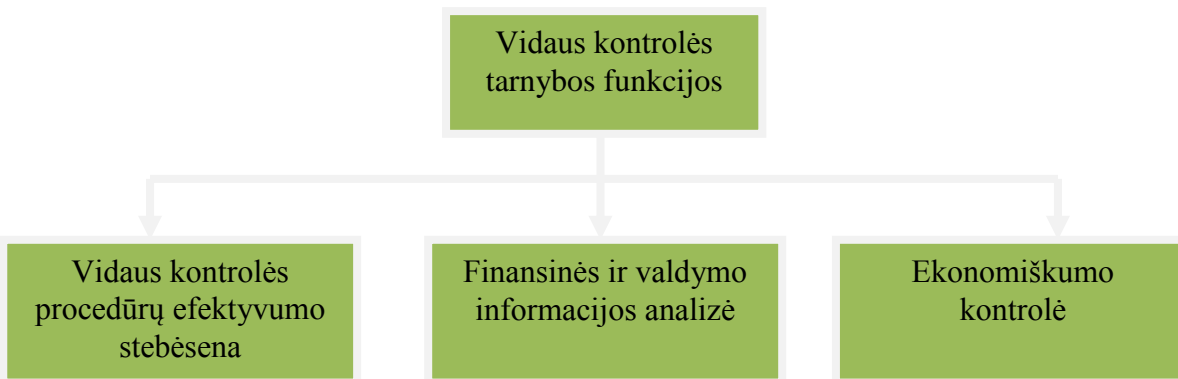 Vidaus kontrolės
tarnybos funkcijos
Vidaus kontrolės
procedūrų efektyvumo
stebėsena
Finansinės ir valdymo
informacijos analizė
Ekonomiškumo
kontrolė